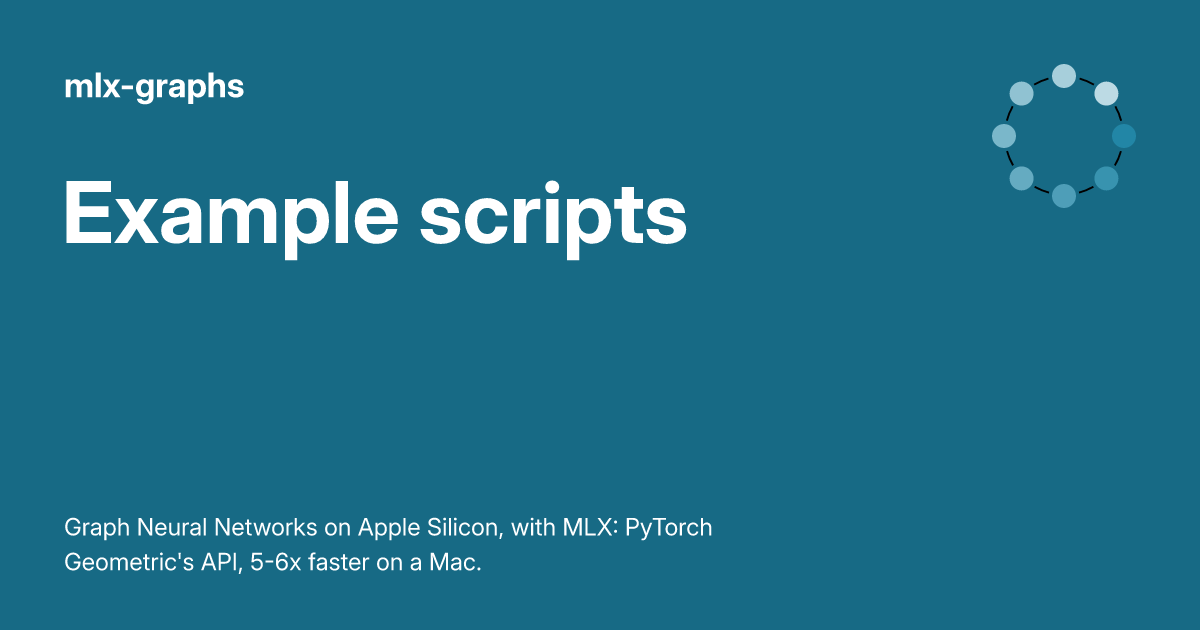 mlx-graphs
Example scripts
Graph Neural Networks on Apple Silicon, with MLX: PyTorch
Geometric's API, 5-6x faster on a Mac.